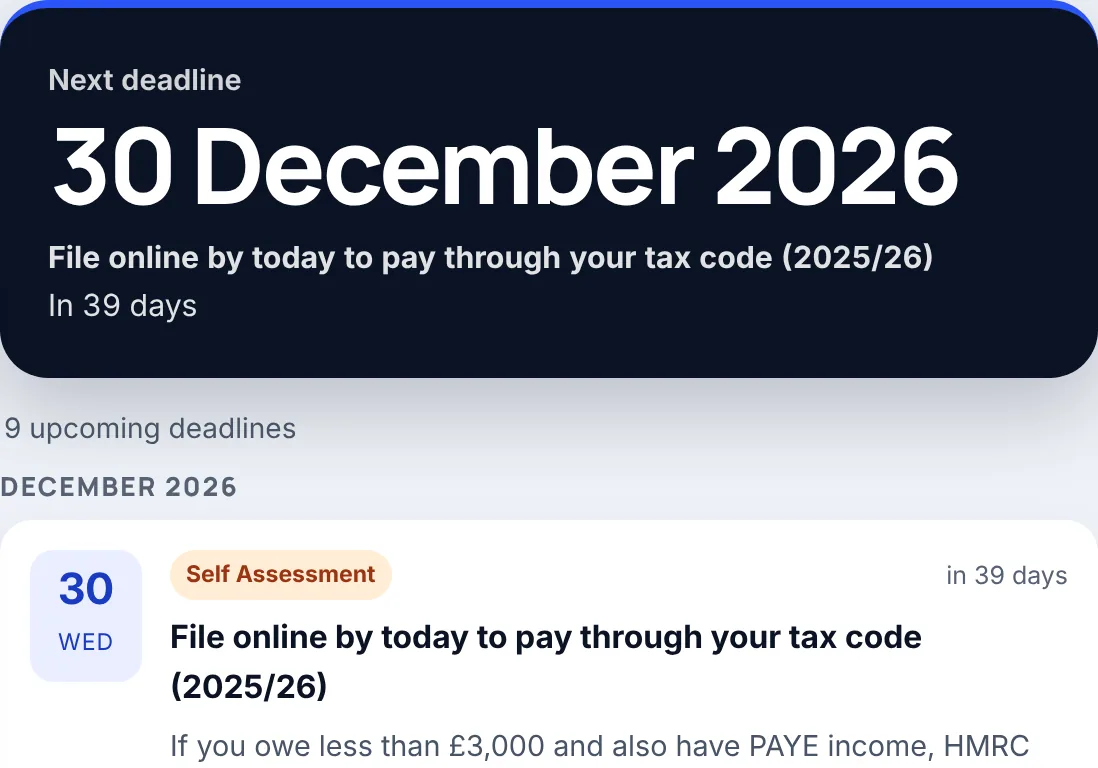 Next deadline
30 December 2026
File online by today to pay through your tax code (2025/26)
In 39 days
9 upcoming deadlines
DECEMBER 2026
30
WED
Self Assessment
in 39 days
File online by today to pay through your tax code
(2025/26)
If you owe less than £3,000 and also have PAYE income, HMRC